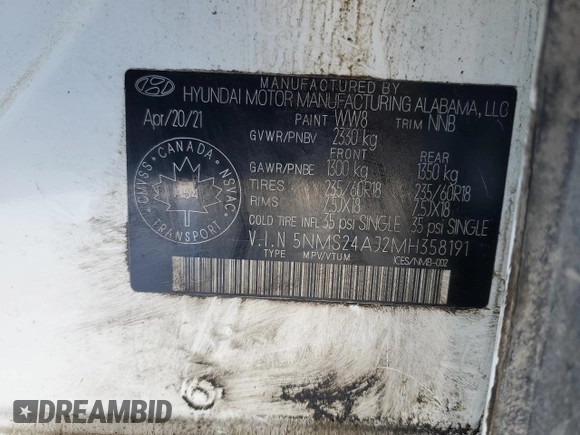 MANUFACTURED BY
HYUNDAI MOTOR MANUFACTURING ALABAMA, LLC
Apr/20/21
PAINT WW8 TRIM NNB
GVWR/PNBV 2330 kg
FRONT REAR
GAWR/PNBE 1300 kg 1350 kg
TIRES 235/60R18 235/60R18
RIMS 7.5JX18 7.5JX18
COLD TIRE INFL 35 psi SINGLE 35 psi SINGLE
V.I.N 5NMS24AJ2MH358191
TYPE MPV/VTUM ICES/NMB-002
CANADA
CMVSS NSVAC
TRANSPORT
DREAMBID